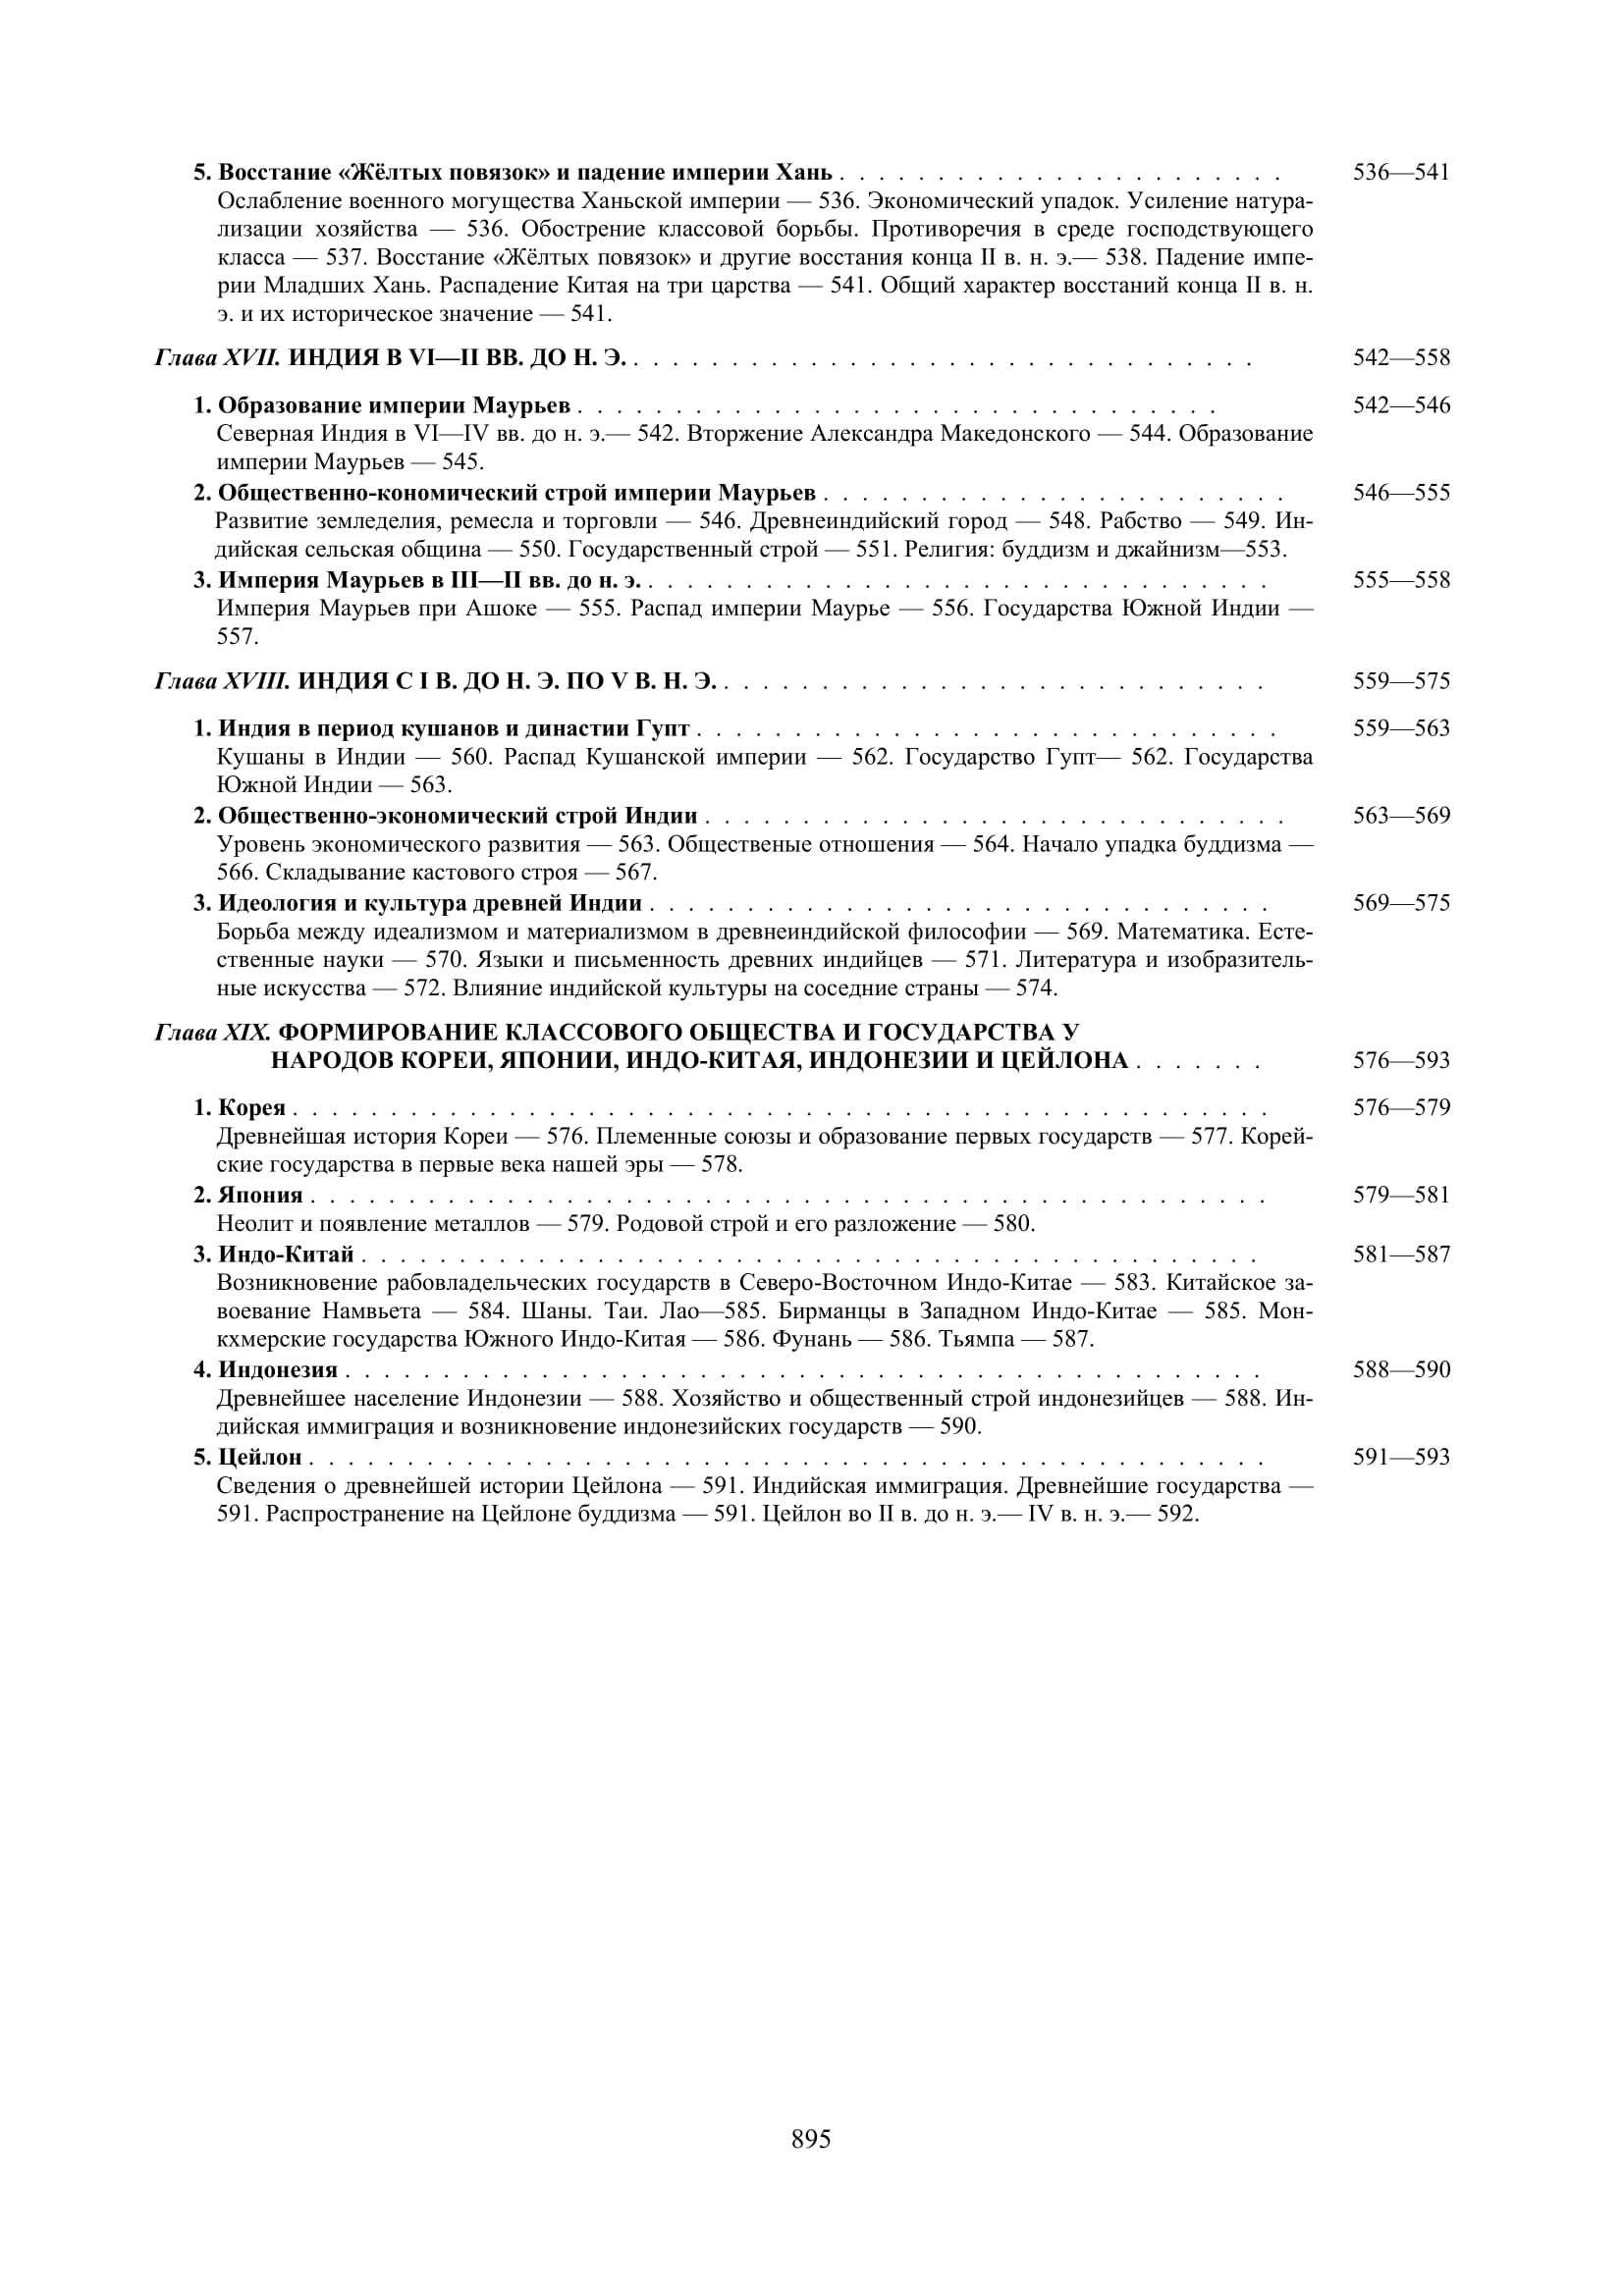 5. Восстание «Жёлтых повязок» и падение империи Хань . . . . . . . . . . . . . . . . . . . . . . . 536—541
Ослабление военного могущества Ханьской империи — 536. Экономический упадок. Усиление натура-
лизации хозяйства — 536. Обострение классовой борьбы. Противоречия в среде господствующего
класса — 537. Восстание «Жёлтых повязок» и другие восстания конца II в. н. э.— 538. Падение импе-
рии Младших Хань. Распадение Китая на три царства — 541. Общий характер восстаний конца II в. н.
э. и их историческое значение — 541.
Глава XVII. ИНДИЯ В VI—II ВВ. ДО Н. Э. . . . . . . . . . . . . . . . . . . . . . . . . . . . . . . . . 542—558
1. Образование империи Маурьев . . . . . . . . . . . . . . . . . . . . . . . . . . . . . . . . . 542—546
Северная Индия в VI—IV вв. до н. э.— 542. Вторжение Александра Македонского — 544. Образование
империи Маурьев — 545.
2. Общественно-кономический строй империи Маурьев . . . . . . . . . . . . . . . . . . . . . . . . 546—555
Развитие земледелия, ремесла и торговли — 546. Древнеиндийский город — 548. Рабство — 549. Ин-
дийская сельская община — 550. Государственный строй — 551. Религия: буддизм и джайнизм—553.
3. Империя Маурьев в III—II вв. до н. э. . . . . . . . . . . . . . . . . . . . . . . . . . . . . . . . . 555—558
Империя Маурьев при Ашоке — 555. Распад империи Маурье — 556. Государства Южной Индии —
557.
Глава XVIII. ИНДИЯ С I В. ДО Н. Э. ПО V В. Н. Э. . . . . . . . . . . . . . . . . . . . . . . . . . . . . 559—575
1. Индия в период кушанов и династии Гупт . . . . . . . . . . . . . . . . . . . . . . . . . . . . . . 559—563
Кушаны в Индии — 560. Распад Кушанской империи — 562. Государство Гупт— 562. Государства
Южной Индии — 563.
2. Общественно-экономический строй Индии . . . . . . . . . . . . . . . . . . . . . . . . . . . . . . 563—569
Уровень экономического развития — 563. Общественые отношения — 564. Начало упадка буддизма —
566. Складывание кастового строя — 567.
3. Идеология и культура древней Индии . . . . . . . . . . . . . . . . . . . . . . . . . . . . . . . . 569—575
Борьба между идеализмом и материализмом в древнеиндийской философии — 569. Математика. Есте-
ственные науки — 570. Языки и письменность древних индийцев — 571. Литература и изобразитель-
ные искусства — 572. Влияние индийской культуры на соседние страны — 574.
Глава XIX. ФОРМИРОВАНИЕ КЛАССОВОГО ОБЩЕСТВА И ГОСУДАРСТВА У
НАРОДОВ КОРЕИ, ЯПОНИИ, ИНДО-КИТАЯ, ИНДОНЕЗИИ И ЦЕЙЛОНА . . . . . . . 576—593
1. Корея . . . . . . . . . . . . . . . . . . . . . . . . . . . . . . . . . . . . . . . . . . . . . . . . . . 576—579
Древнейшая история Кореи — 576. Племенные союзы и образование первых государств — 577. Корей-
ские государства в первые века нашей эры — 578.
2. Япония . . . . . . . . . . . . . . . . . . . . . . . . . . . . . . . . . . . . . . . . . . . . . . . . . 579—581
Неолит и появление металлов — 579. Родовой строй и его разложение — 580.
3. Индо-Китай . . . . . . . . . . . . . . . . . . . . . . . . . . . . . . . . . . . . . . . . . . . . . . 581—587
Возникновение рабовладельческих государств в Северо-Восточном Индо-Китае — 583. Китайское за-
воевание Намвьета — 584. Шаны. Таи. Лао—585. Бирманцы в Западном Индо-Китае — 585. Мон-
кхмерские государства Южного Индо-Китая — 586. Фунань — 586. Тьямпа — 587.
4. Индонезия . . . . . . . . . . . . . . . . . . . . . . . . . . . . . . . . . . . . . . . . . . . . . . . 588—590
Древнейшее население Индонезии — 588. Хозяйство и общественный строй индонезийцев — 588. Ин-
дийская иммиграция и возникновение индонезийских государств — 590.
5. Цейлон . . . . . . . . . . . . . . . . . . . . . . . . . . . . . . . . . . . . . . . . . . . . . . . . . 591—593
Сведения о древнейшей истории Цейлона — 591. Индийская иммиграция. Древнейшие государства —
591. Распространение на Цейлоне буддизма — 591. Цейлон во II в. до н. э.— IV в. н. э.— 592.
895